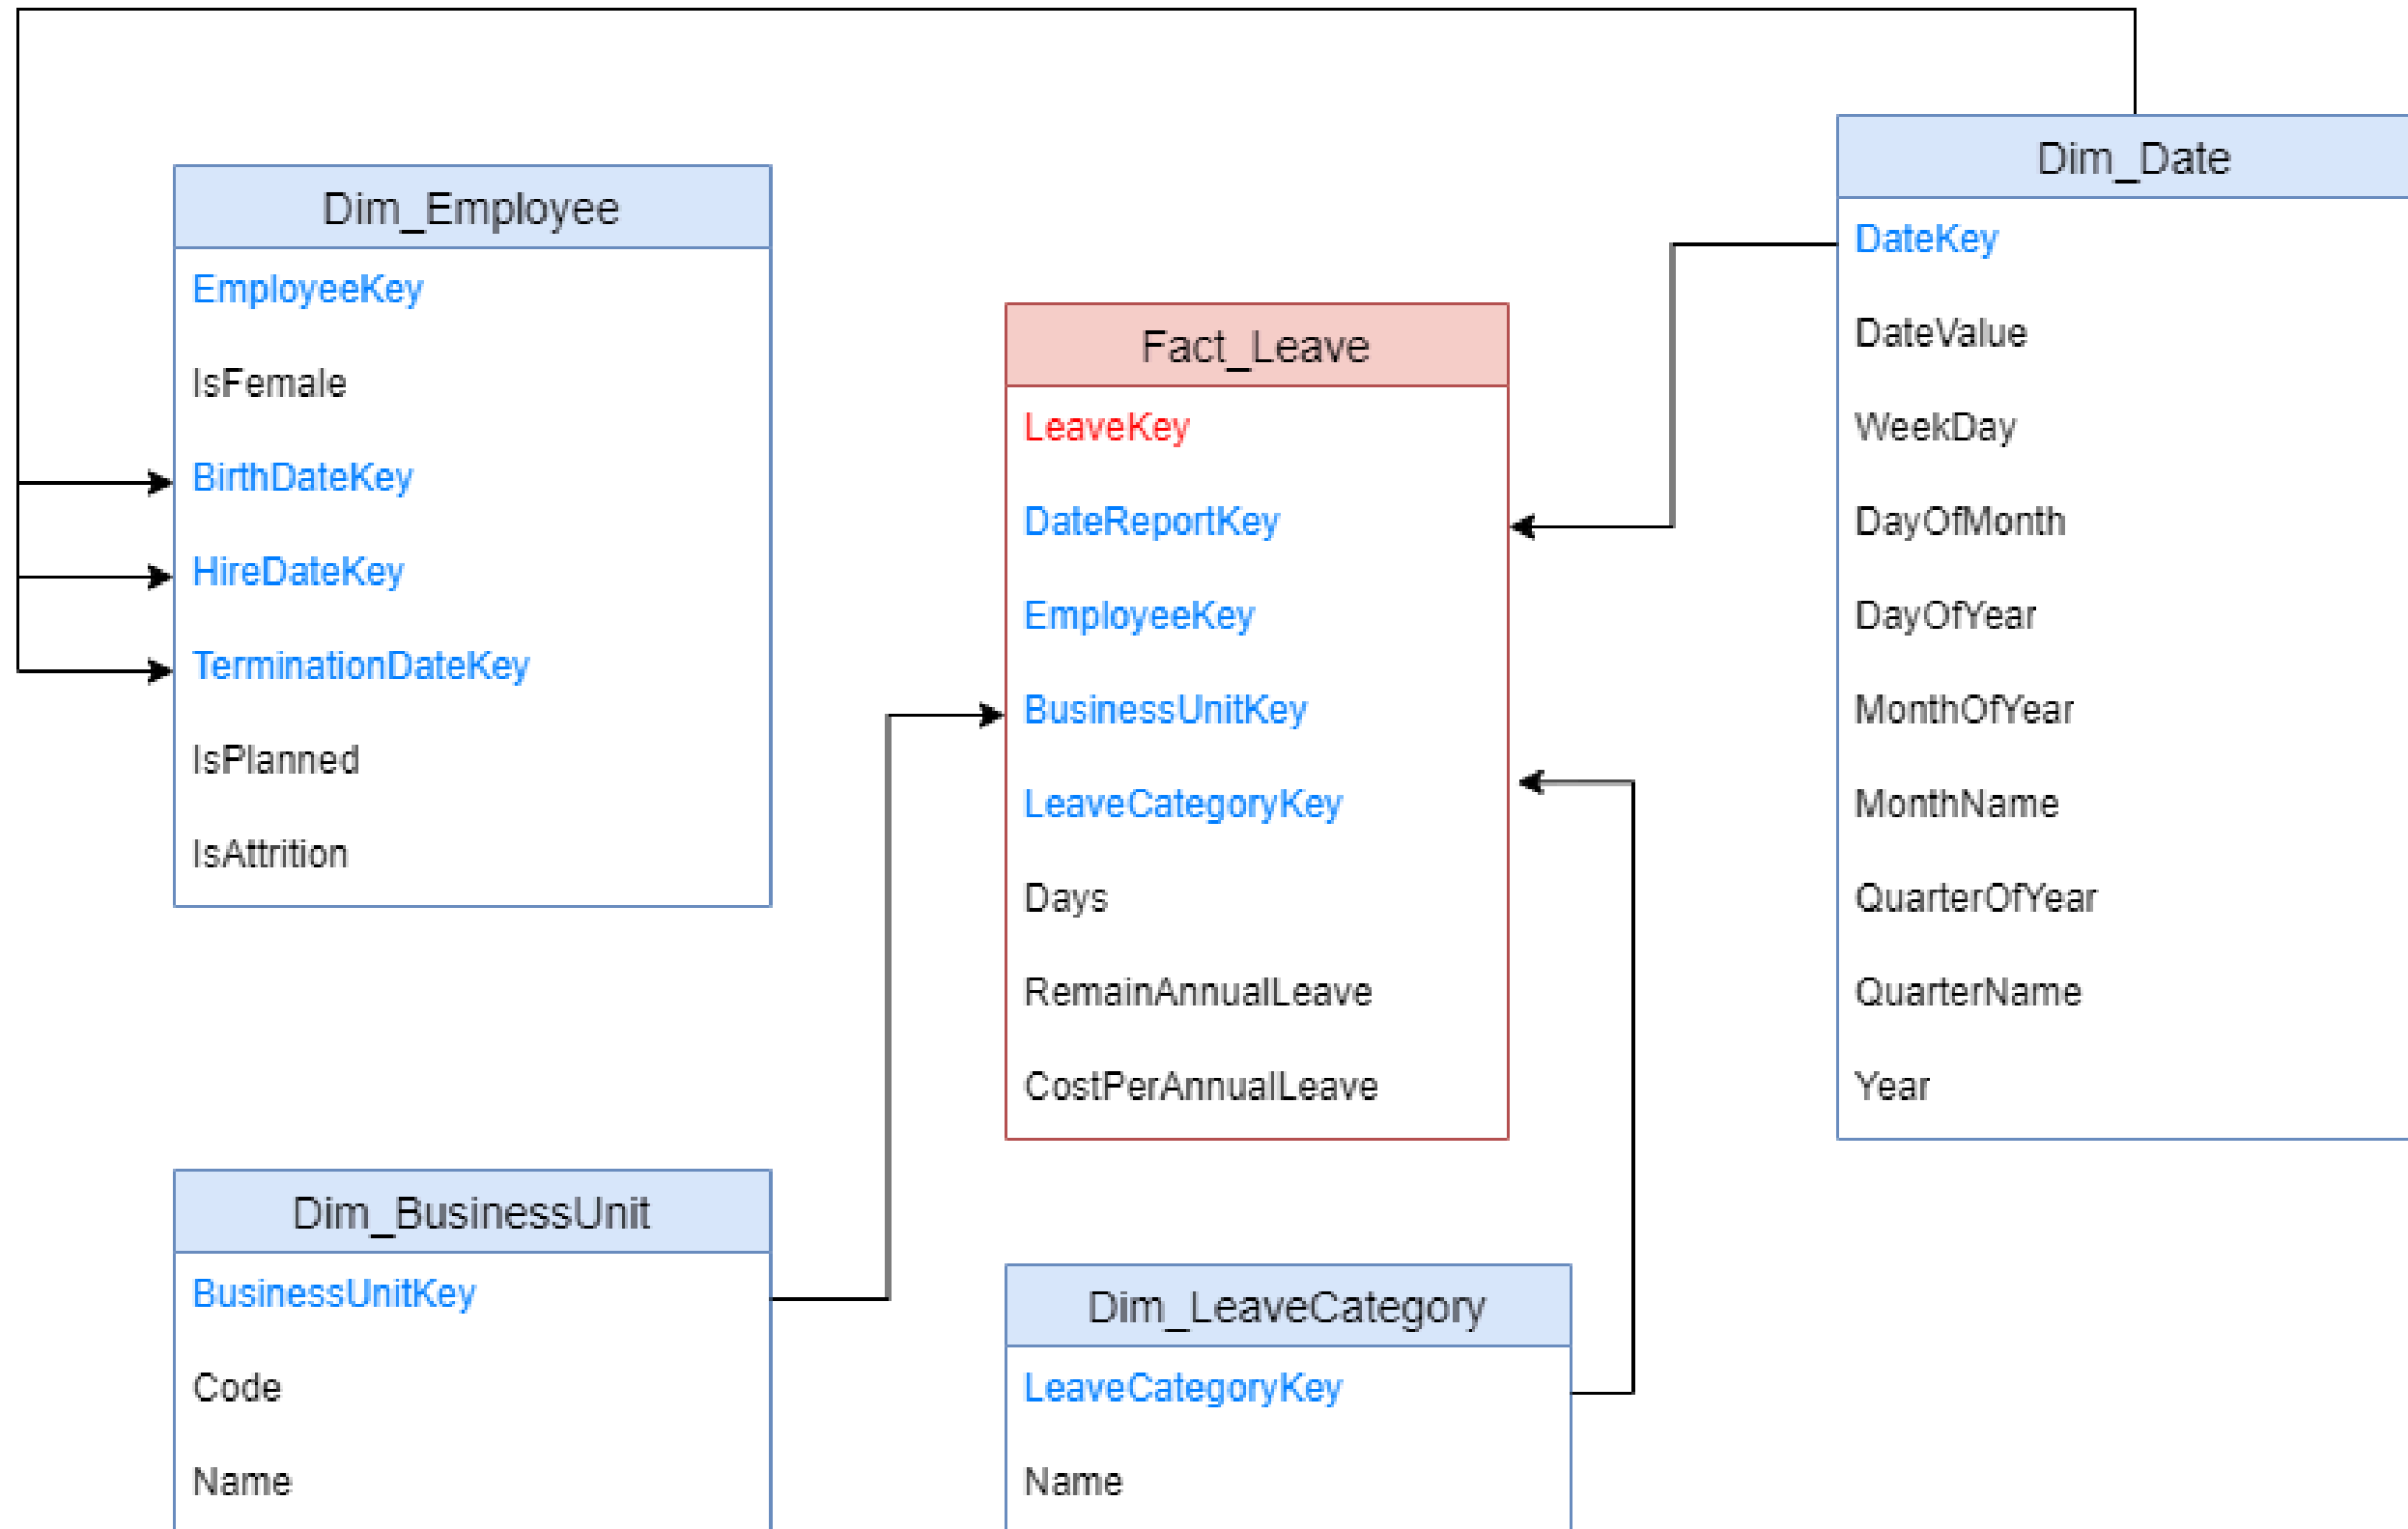 Dim_Employee
EmployeeKey
IsFemale
BirthDateKey
HireDateKey
TerminationDateKey
IsPlanned
IsAttrition
Fact_Leave
LeaveKey
DateReportKey
EmployeeKey
BusinessUnitKey
LeaveCategoryKey
Days
RemainAnnualLeave
CostPerAnnualLeave
Dim_Date
DateKey
DateValue
WeekDay
DayOfMonth
DayOfYear
MonthOfYear
MonthName
QuarterOfYear
QuarterName
Year
Dim_BusinessUnit
BusinessUnitKey
Code
Name
Dim_LeaveCategory
LeaveCategoryKey
Name